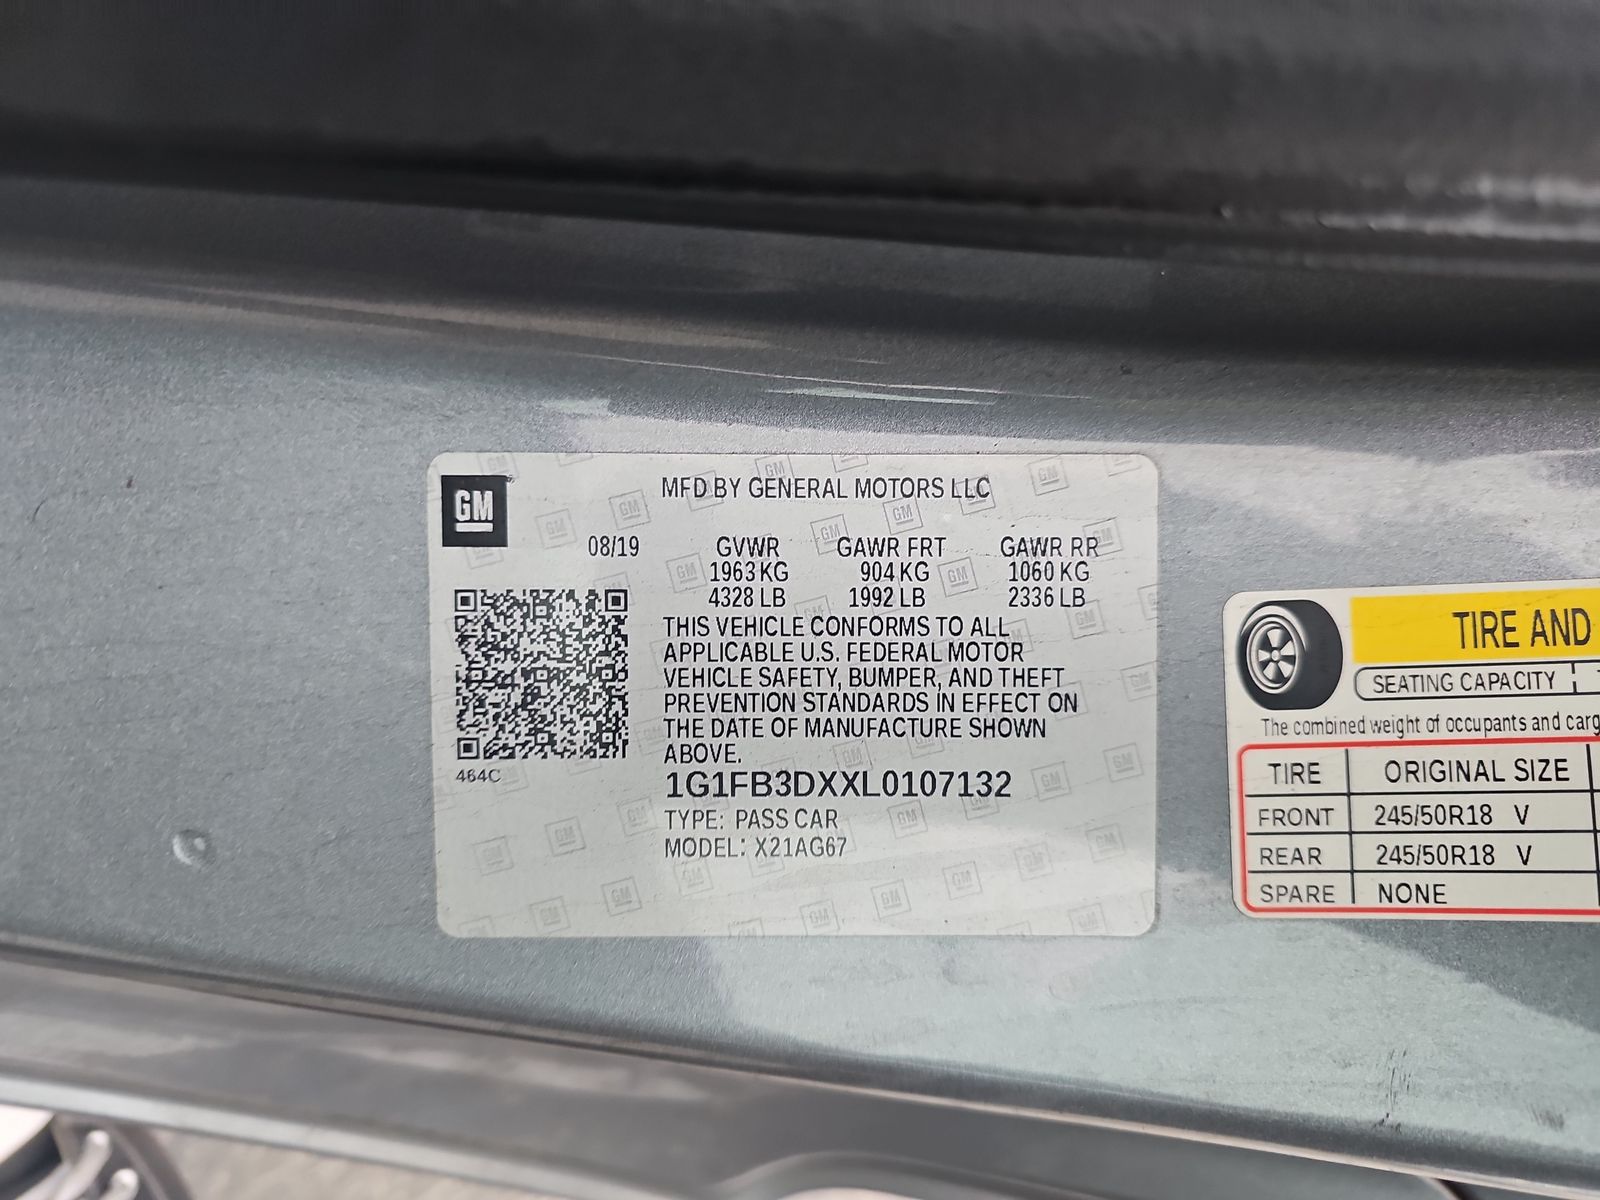 GM
MFD BY GENERAL MOTORS LLC
08/19 GVWR GAWR FRT GAWR RR
1963 KG 904 KG 1060 KG
4328 LB 1992 LB 2336 LB
THIS VEHICLE CONFORMS TO ALL
APPLICABLE U.S. FEDERAL MOTOR
VEHICLE SAFETY, BUMPER, AND THEFT
PREVENTION STANDARDS IN EFFECT ON
THE DATE OF MANUFACTURE SHOWN
ABOVE.
464C
1G1FB3DXXL0107132
TYPE: PASS CAR
MODEL: X21AG67
TIRE AND
SEATING CAPACITY
The combined weight of occupants and carg
TIRE ORIGINAL SIZE
FRONT 245/50R18 V
REAR 245/50R18 V
SPARE NONE